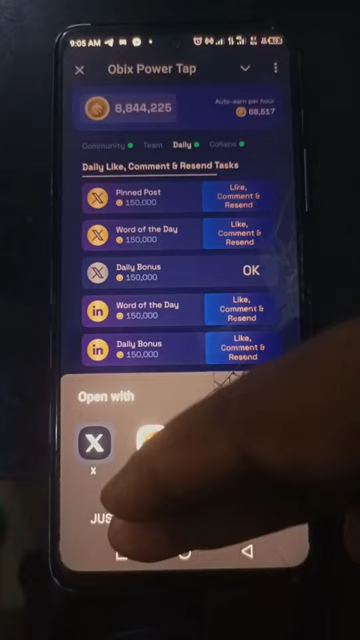 9:05 AM
Obix Power Tap
8,844,225
Auto-earn per hour
66,517
Community
Team
Daily
Collabs
Daily Like, Comment & Resend Tasks
Pinned Post
150,000
Like,
Comment &
Resend
Word of the Day
150,000
Like,
Comment &
Resend
Daily Bonus
150,000
OK
Word of the Day
150,000
Like,
Comment &
Resend
Daily Bonus
150,000
Like,
Comment &
Resend
Open with
X
JUS